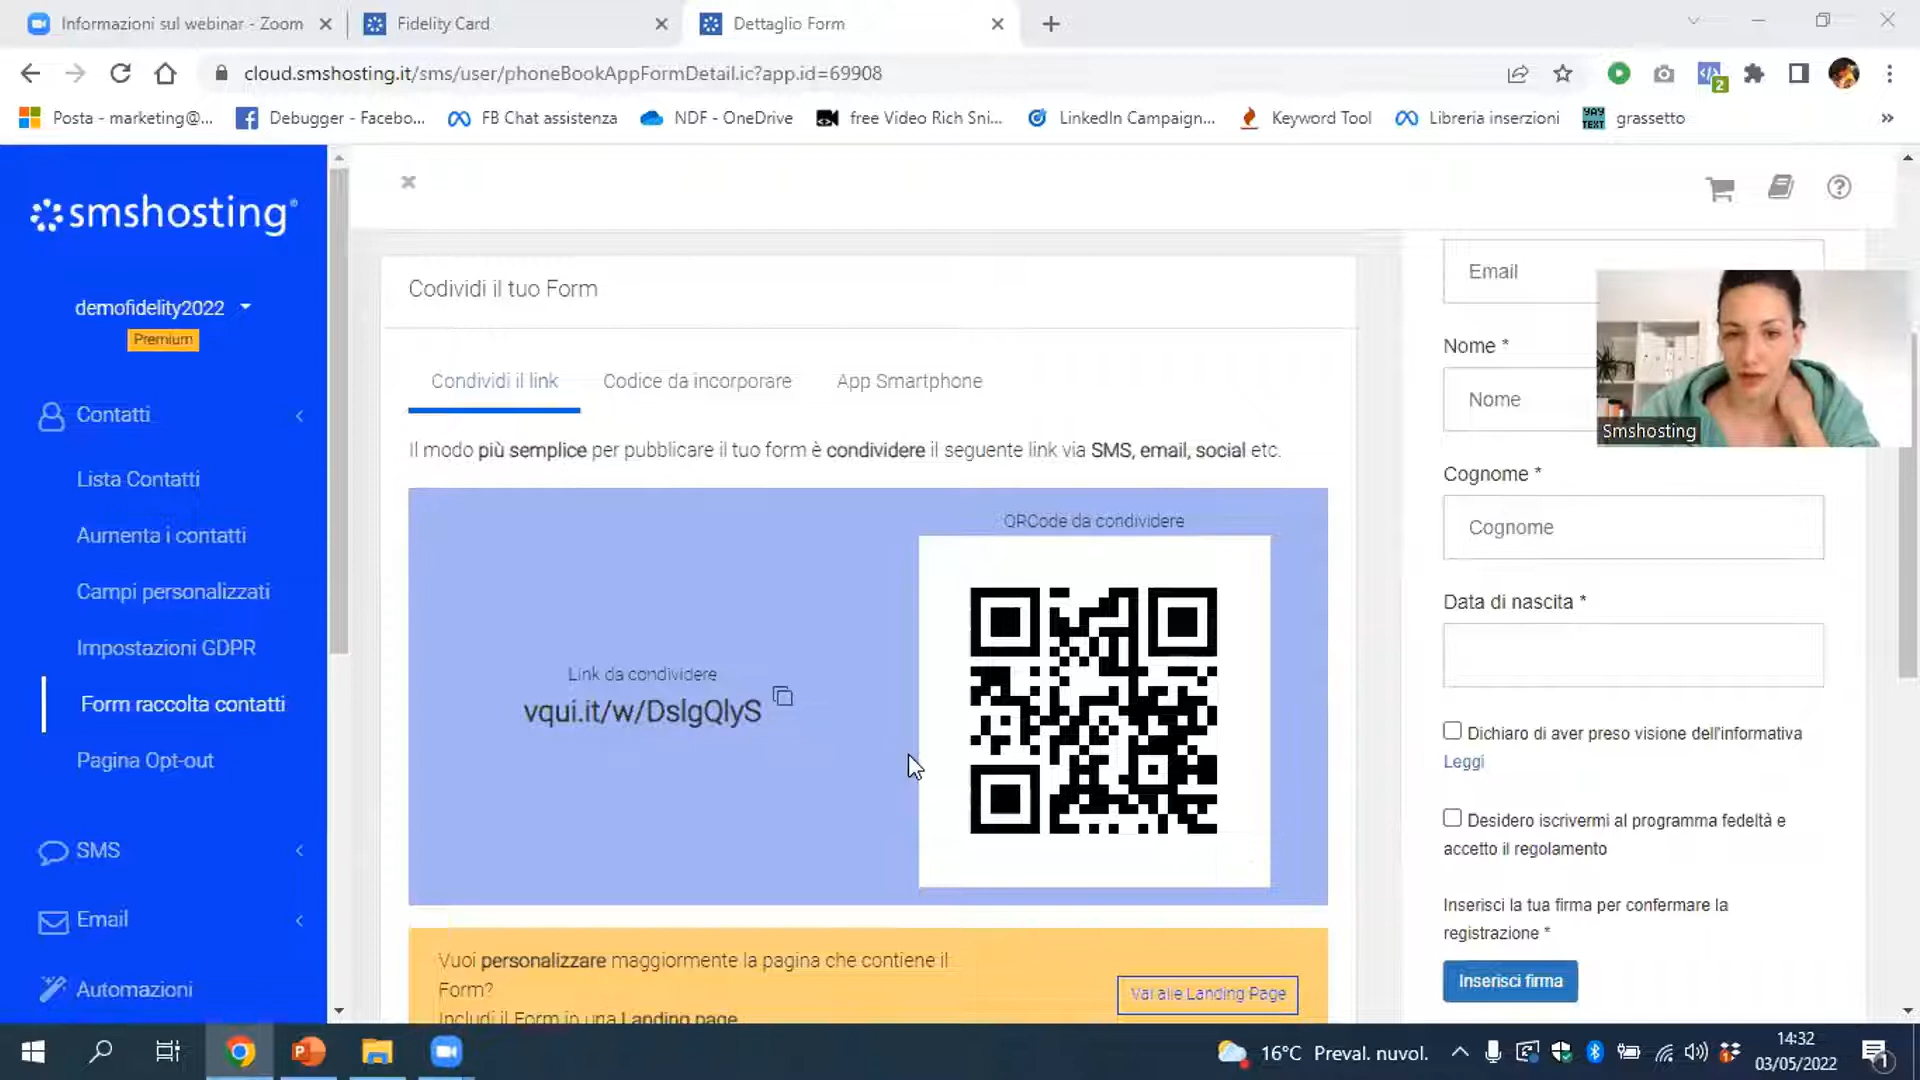 Informazioni sul webinar - Zoom
Fidelity Card
Dettaglio Form
cloud.smshosting.it/sms/user/phoneBookAppFormDetail.ic?app.id=69908
2
Posta - marketing@...
Debugger - Facebo...
FB Chat assistenza
NDF - OneDrive
free Video Rich Sni...
LinkedIn Campaign...
Keyword Tool
Libreria inserzioni
YAY TEXT
grassetto
smshosting®
demofidelity2022
Premium
Contatti
Lista Contatti
Aumenta i contatti
Campi personalizzati
Impostazioni GDPR
Form raccolta contatti
Pagina Opt-out
SMS
Email
Automazioni
Codividi il tuo Form
Condividi il link
Codice da incorporare
App Smartphone
Il modo più semplice per pubblicare il tuo form è condividere il seguente link via SMS, email, social etc.
Link da condividere
vqui.it/w/DslgQlyS
QRCode da condividere
Vuoi personalizzare maggiormente la pagina che contiene il
Form?
Includi il Form in una Landing page
Vai alle Landing Page
Email
Nome *
Nome
Smshosting
Cognome *
Cognome
Data di nascita *
Dichiaro di aver preso visione dell'informativa
Leggi
Desidero iscrivermi al programma fedeltà e
accetto il regolamento
Inserisci la tua firma per confermare la
registrazione *
Inserisci firma
16°C Preval. nuvol.
14:32
03/05/2022
1